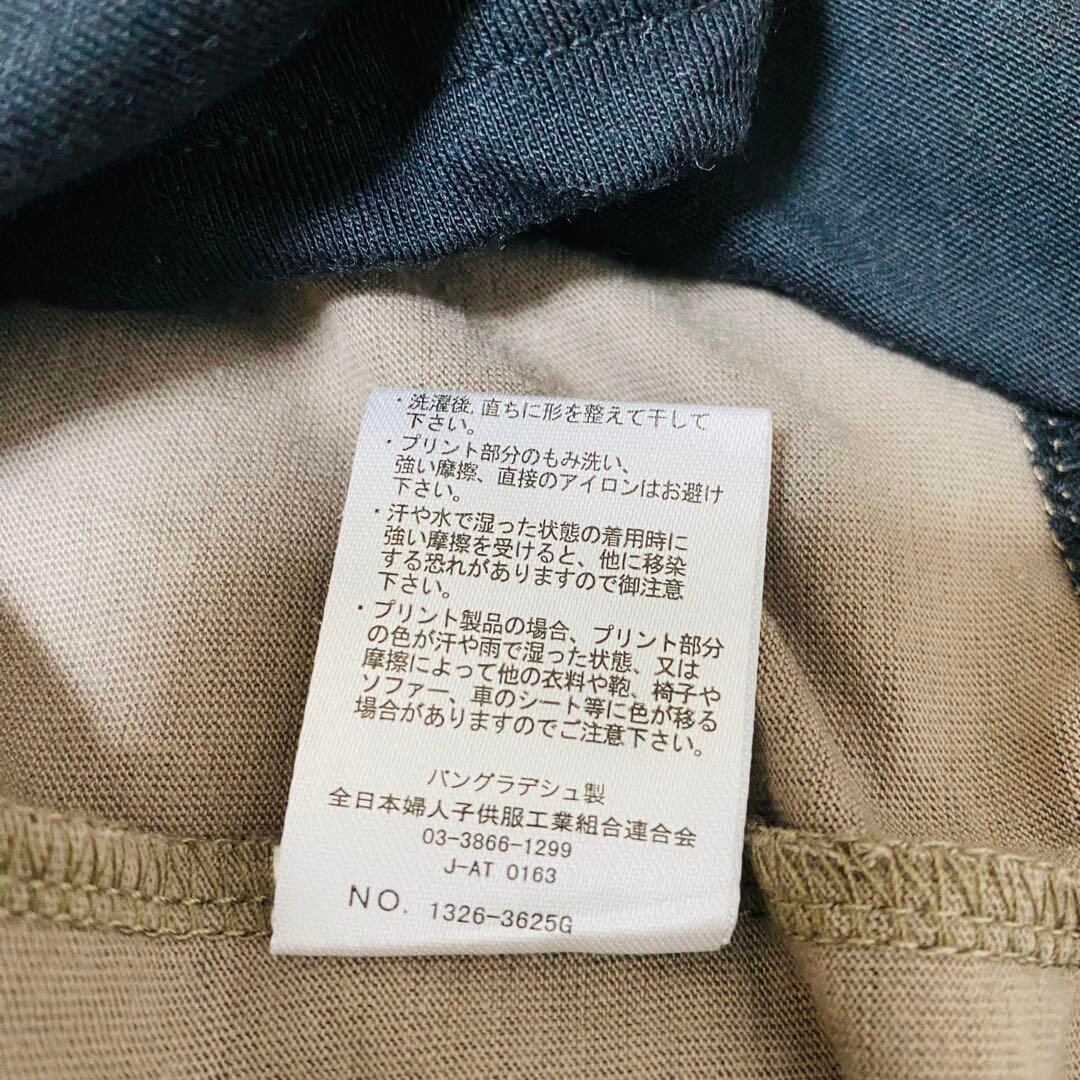 ・洗濯後,直ちに形を整えて干して
下さい。
・プリント部分のもみ洗い、
強い摩擦、直接のアイロンはお避け
下さい。
・汗や水で湿った状態の着用時に
強い摩擦を受けると、他に移染
する恐れがありますので御注意
下さい。
・プリント製品の場合、プリント部分
の色が汗や雨で湿った状態、又は
摩擦によって他の衣料や鞄、椅子や
ソファー、車のシート等に色が移る
場合がありますのでご注意下さい。
バングラデシュ製
全日本婦人子供服工業組合連合会
03-3866-1299
J-AT 0163
NO. 1326-3625G